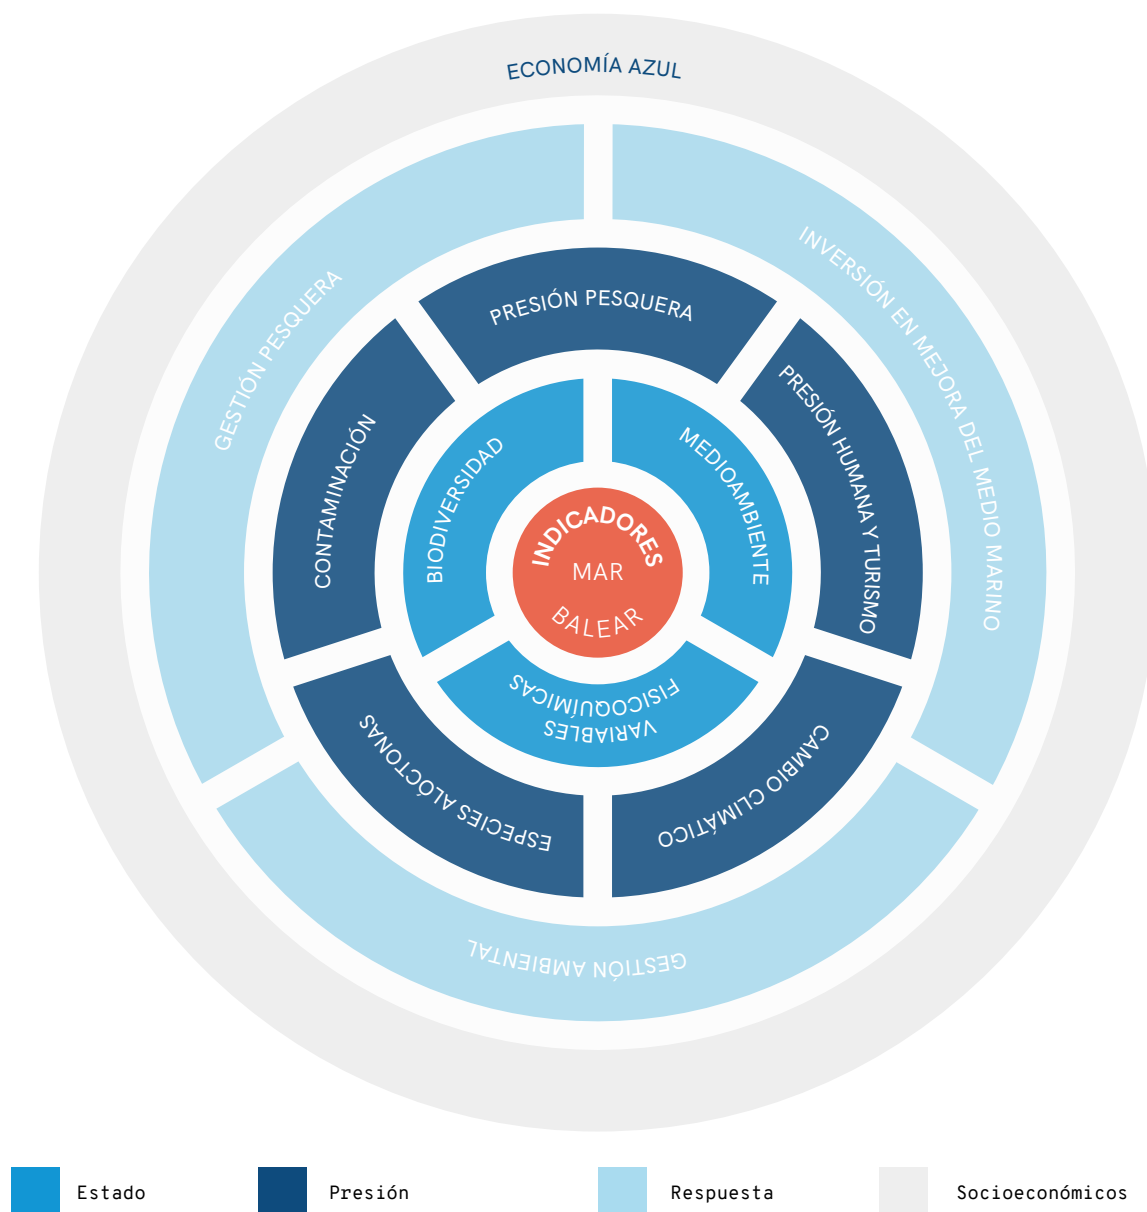 ECONOMÍA AZUL
GESTIÓN PESQUERA
INVERSIÓN EN MEJORA DEL MEDIO MARINO
PRESIÓN PESQUERA
CONTAMINACIÓN
PRESIÓN HUMANA Y TURISMO
BIODIVERSIDAD
MEDIOAMBIENTE
INDICADORES
MAR
BALEAR
VARIABLES
FISICOQUÍMICAS
ESPECIES ALÓCTONAS
CAMBIO CLIMÁTICO
GESTIÓN AMBIENTAL
Estado
Presión
Respuesta
Socioeconómicos